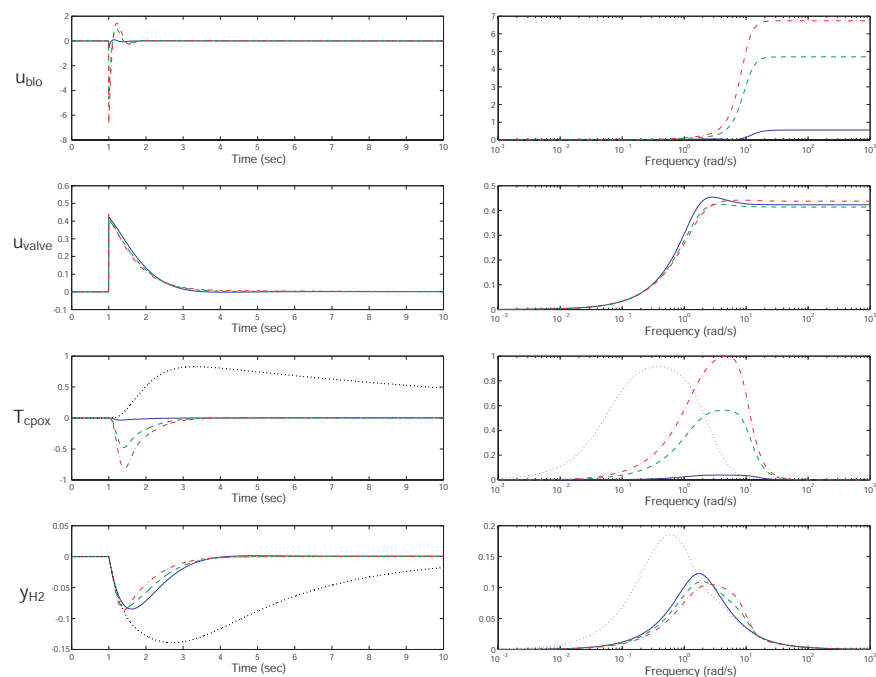 2
0
-2
-4
-6
-8
0 1 2 3 4 5 6 7 8 9 10
Time (sec)
u_blo
7
6
5
4
3
2
1
0
10^-3 10^-2 10^-1 10^0 10^1 10^2 10^3
Frequency (rad/s)
0.6
0.5
0.4
0.3
0.2
0.1
0
-0.1
0 1 2 3 4 5 6 7 8 9 10
Time (sec)
u_valve
0.5
0.4
0.3
0.2
0.1
0
10^-3 10^-2 10^-1 10^0 10^1 10^2 10^3
Frequency (rad/s)
1
0.5
0
-0.5
-1
0 1 2 3 4 5 6 7 8 9 10
Time (sec)
T_cpox
1
0.8
0.6
0.4
0.2
0
10^-3 10^-2 10^-1 10^0 10^1 10^2 10^3
Frequency (rad/s)
0.05
0
-0.05
-0.1
-0.15
0 1 2 3 4 5 6 7 8 9 10
Time (sec)
y_H2
0.2
0.15
0.1
0.05
0
10^-3 10^-2 10^-1 10^0 10^1 10^2 10^3
Frequency (rad/s)